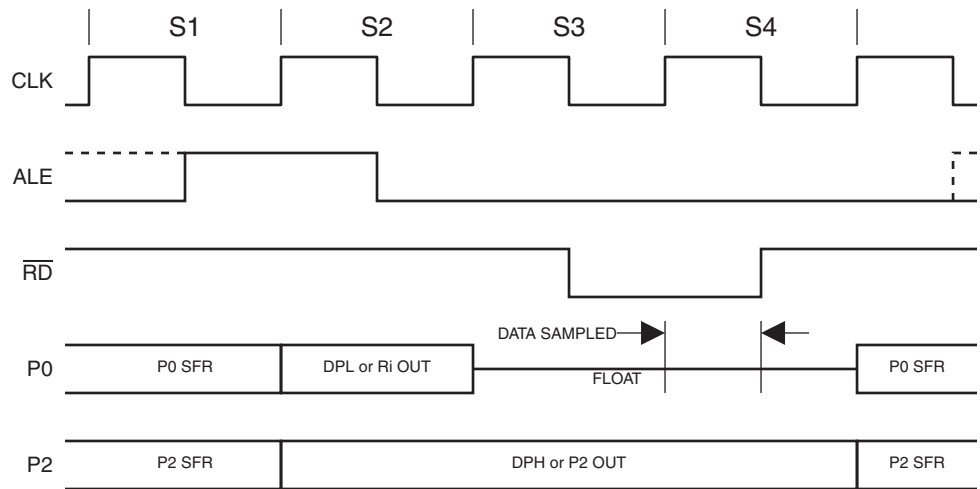 S1 S2 S3 S4
CLK
ALE
RD
DATA SAMPLED
P0 P0 SFR DPL or Ri OUT FLOAT P0 SFR
P2 P2 SFR DPH or P2 OUT P2 SFR